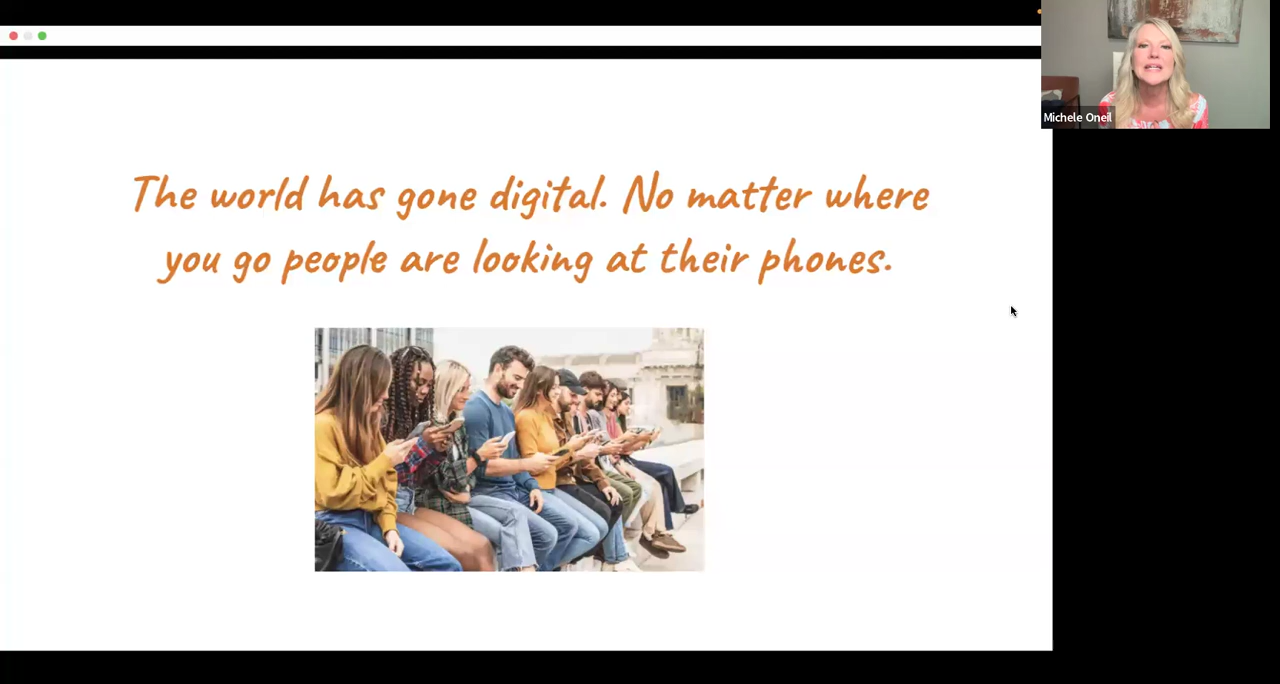 Michele Oneil
The world has gone digital. No matter where
you go people are looking at their phones.